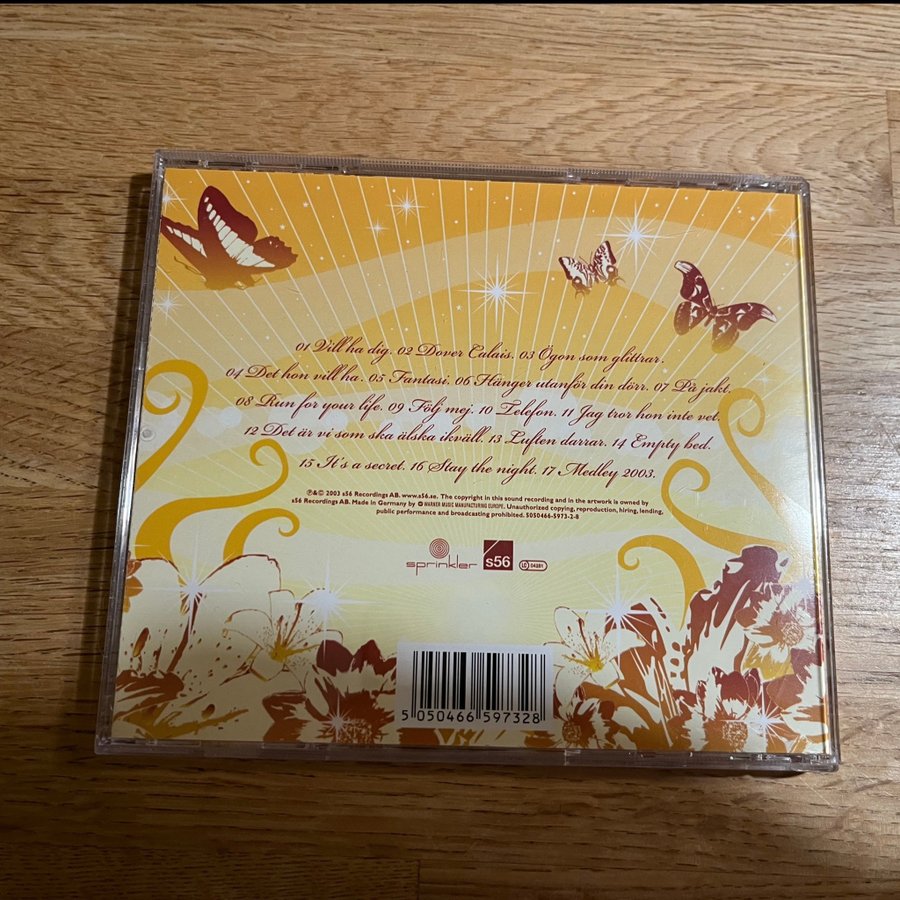 01 Vill ha dig. 02 Dover Calais. 03 Ögon som glittrar.
04 Det hon vill ha. 05 Fantasi. 06 Hänger utanför din dörr. 07 På jakt.
08 Run for your life. 09 Följ mej. 10 Telefon. 11 Jag tror hon inte vet.
12 Det är vi som ska älska ikväll. 13 Luften darrar. 14 Empty bed.
15 It's a secret. 16 Stay the night. 17 Medley 2003.
℗&© 2003 s56 Recordings AB. www.s56.se. The copyright in this sound recording and in the artwork is owned by
s56 Recordings AB. Made in Germany by WARNER MUSIC MANUFACTURING EUROPE. Unauthorized copying, reproduction, hiring, lending,
public performance and broadcasting prohibited. 5050466-5973-2-8
sprinkler s56 LC 04281
5 050466 597328